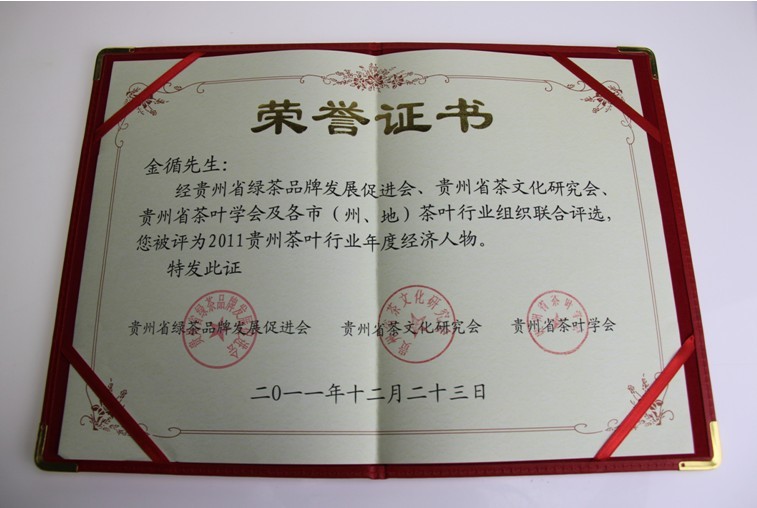 荣誉证书
金循先生：
经贵州省绿茶品牌发展促进会、贵州省茶文化研究会、
贵州省茶叶学会及各市（州、地）茶叶行业组织联合评选，
您被评为2011贵州茶叶行业年度经济人物。
特发此证
贵州省绿茶品牌发展促进会 贵州省茶文化研究会 贵州省茶叶学会
二〇一一年十二月二十三日